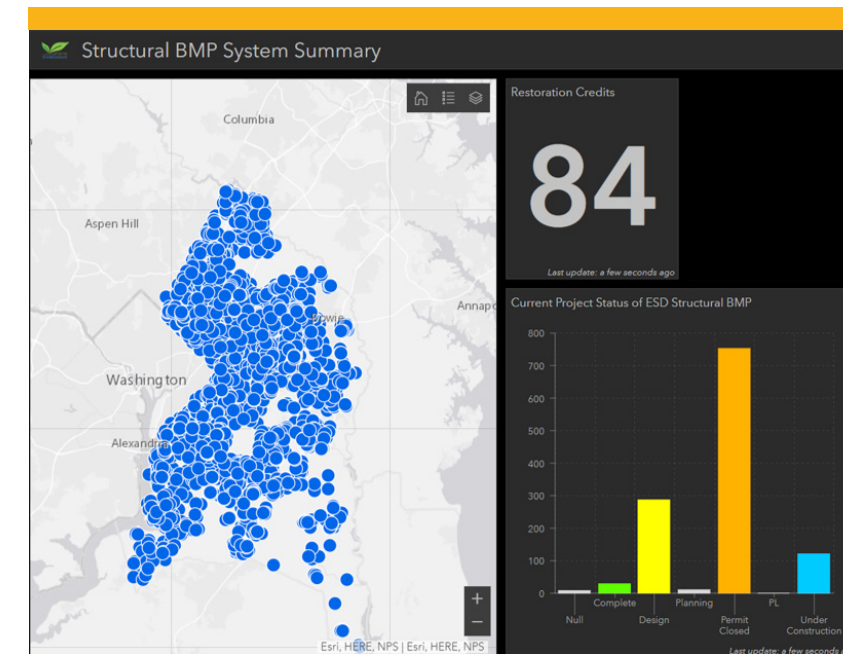 Structural BMP System Summary
Columbia
Aspen Hill
Annapo
Bowie
Washington
Alexandria
+
−
Esri, HERE, NPS | Esri, HERE, NPS
Restoration Credits
84
Last update: a few seconds ago
Current Project Status of ESD Structural BMP
800
700
600
500
400
300
200
100
0
Complete Planning PL
Null Design Permit Closed Under Construction
Last update: a few seconds a